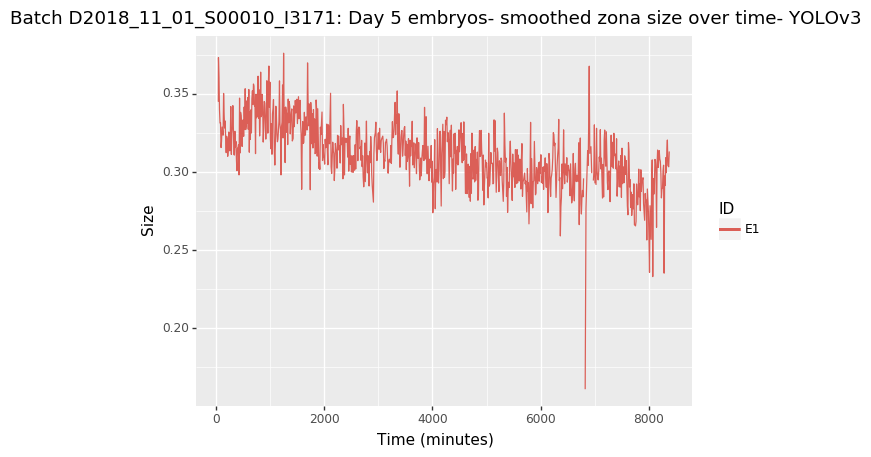 Batch D2018_11_01_S00010_I3171: Day 5 embryos- smoothed zona size over time- YOLOv3
0.35
0.30
0.25
0.20
Size
0
2000
4000
6000
8000
Time (minutes)
ID
E1